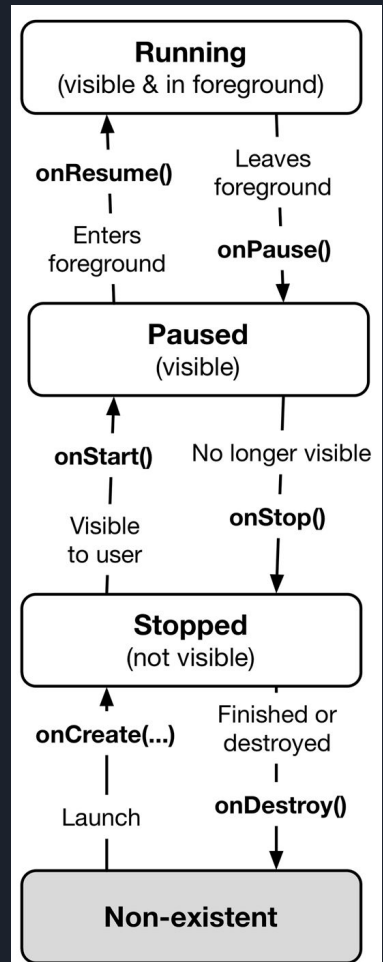 Running
(visible & in foreground)
onResume()
Enters
foreground
Leaves
foreground
onPause()
Paused
(visible)
onStart()
Visible
to user
No longer visible
onStop()
Stopped
(not visible)
onCreate(...)
Launch
Finished or
destroyed
onDestroy()
Non-existent